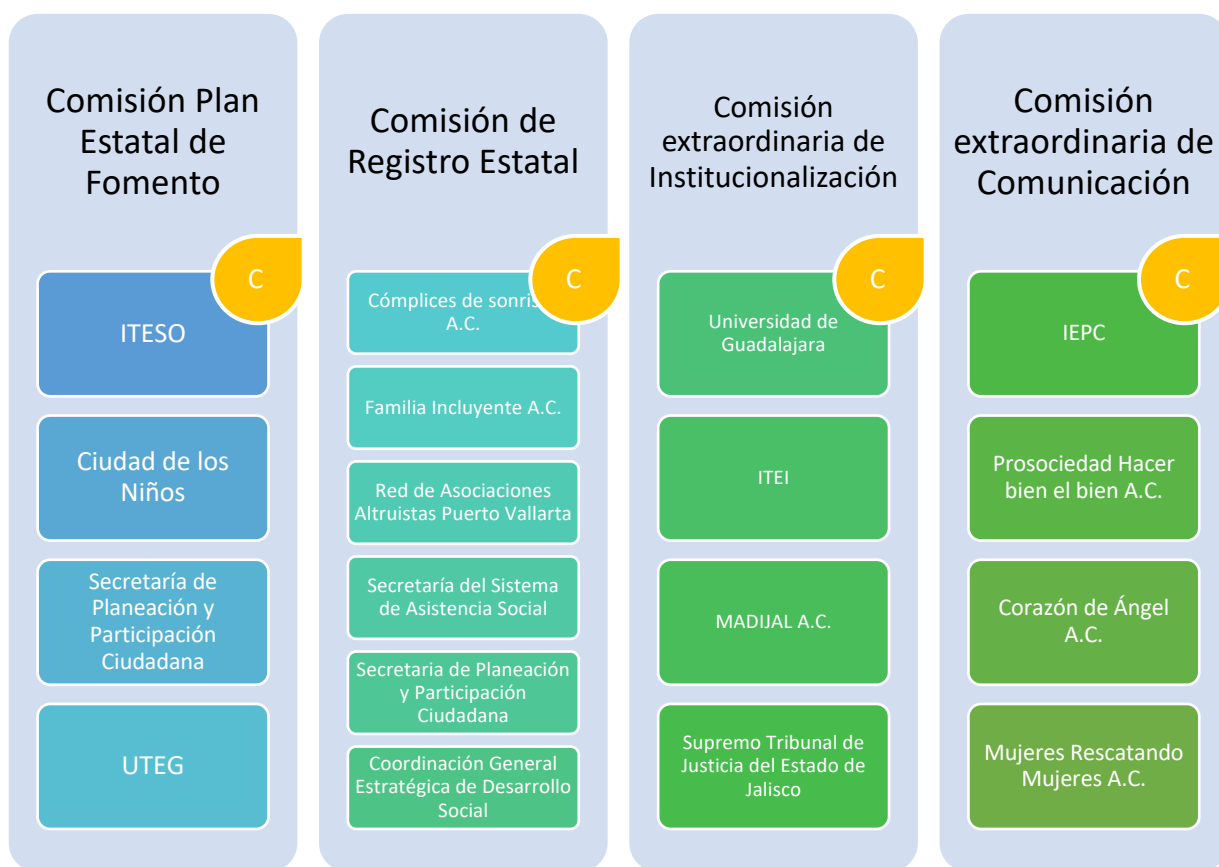 Comisión Plan
Estatal de
Fomento
C
ITESO
Ciudad de los
Niños
Secretaría de
Planeación y
Participación
Ciudadana
UTEG
Comisión de
Registro Estatal
C
Cómplices de
A.C.
Familia Incluyente A.C.
Red de Asociaciones
Altruistas Puerto Vallarta
Secretaría del Sistema
de Asistencia Social
Secretaria de Planeación
y Participación
Ciudadana
Coordinación General
Estratégica de Desarrollo
Social
Comisión
extraordinaria de
Institucionalización
C
Universidad de
Guadalajara
ITEI
MADIJAL A.C.
Supremo Tribunal de
Justicia del Estado de
Jalisco
Comisión
extraordinaria de
Comunicación
C
IEPC
Prosociedad Hacer
bien el bien A.C.
Corazón de Ángel
A.C.
Mujeres Rescatando
Mujeres A.C.